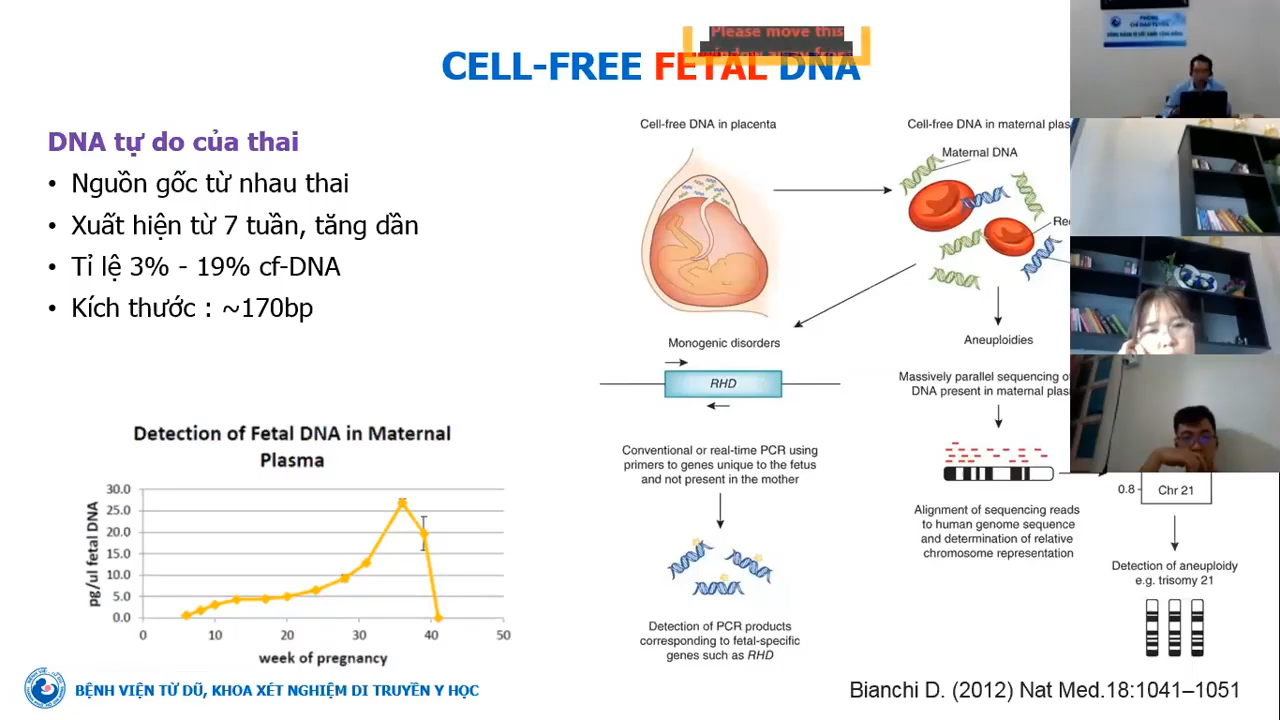 Please move this
window away from
CELL-FREE FETAL DNA
PHÒNG
DNA tự do của thai
• Nguồn gốc từ nhau thai
• Xuất hiện từ 7 tuần, tăng dần
• Tỉ lệ 3% - 19% cf-DNA
• Kích thước : ~170bp
Cell-free DNA in placenta
Cell-free DNA in maternal plas
Maternal DNA
Re
Monogenic disorders
Aneuploidies
RHD
Massively parallel sequencing o
DNA present in maternal plas
Conventional or real-time PCR using
primers to genes unique to the fetus
and not present in the mother
0.8
Chr 21
Alignment of sequencing reads
to human genome sequence
and determination of relative
chromosome representation
Detection of aneuploidy
e.g. trisomy 21
Detection of PCR products
corresponding to fetal-specific
genes such as RHD
Detection of Fetal DNA in Maternal
Plasma
pg/ul fetal DNA
30.0
25.0
20.0
15.0
10.0
5.0
0.0
0 10 20 30 40 50
week of pregnancy
BỆNH VIỆN TỪ DŨ, KHOA XÉT NGHIỆM DI TRUYỀN Y HỌC
Bianchi D. (2012) Nat Med.18:1041–1051